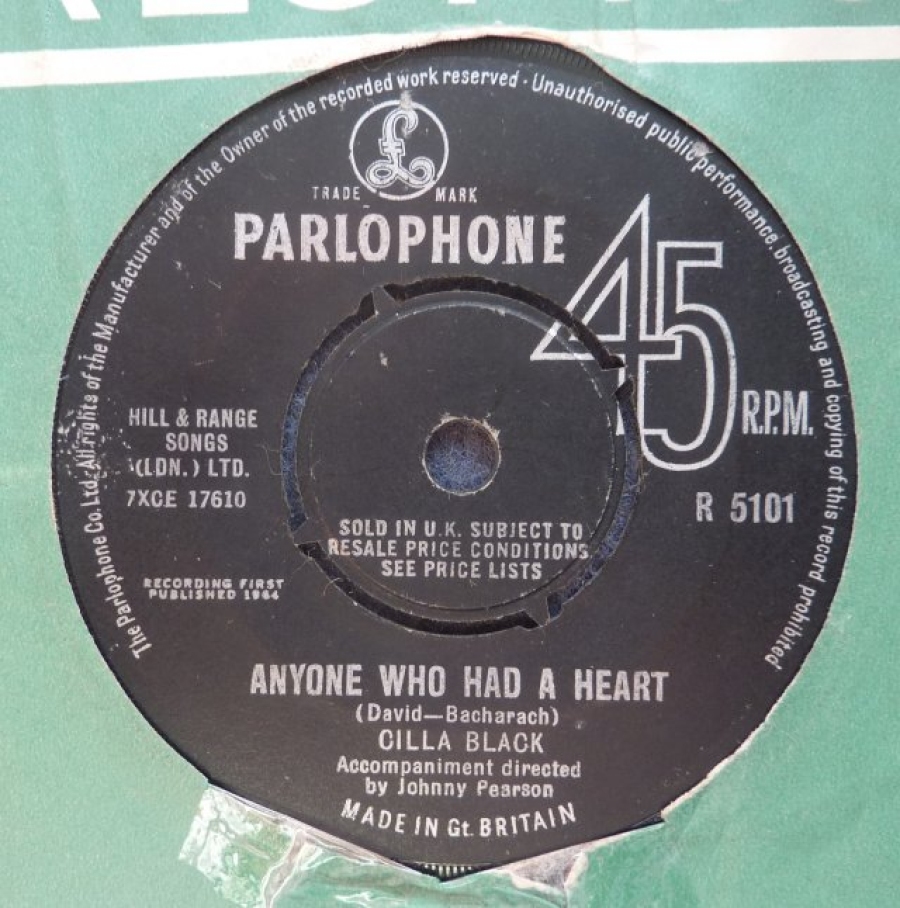 The Parlophone Co. Ltd. All rights of the Manufacturer and of the Owner of the recorded work reserved · Unauthorised public performance, broadcasting and copying of this record prohibited
£
TRADE MARK
PARLOPHONE
45
R.P.M.
HILL & RANGE
SONGS
(LDN.) LTD.
7XCE 17610
R 5101
SOLD IN U.K. SUBJECT TO
RESALE PRICE CONDITIONS
SEE PRICE LISTS
RECORDING FIRST
PUBLISHED 1964
ANYONE WHO HAD A HEART
(David—Bacharach)
CILLA BLACK
Accompaniment directed
by Johnny Pearson
MADE IN Gt. BRITAIN